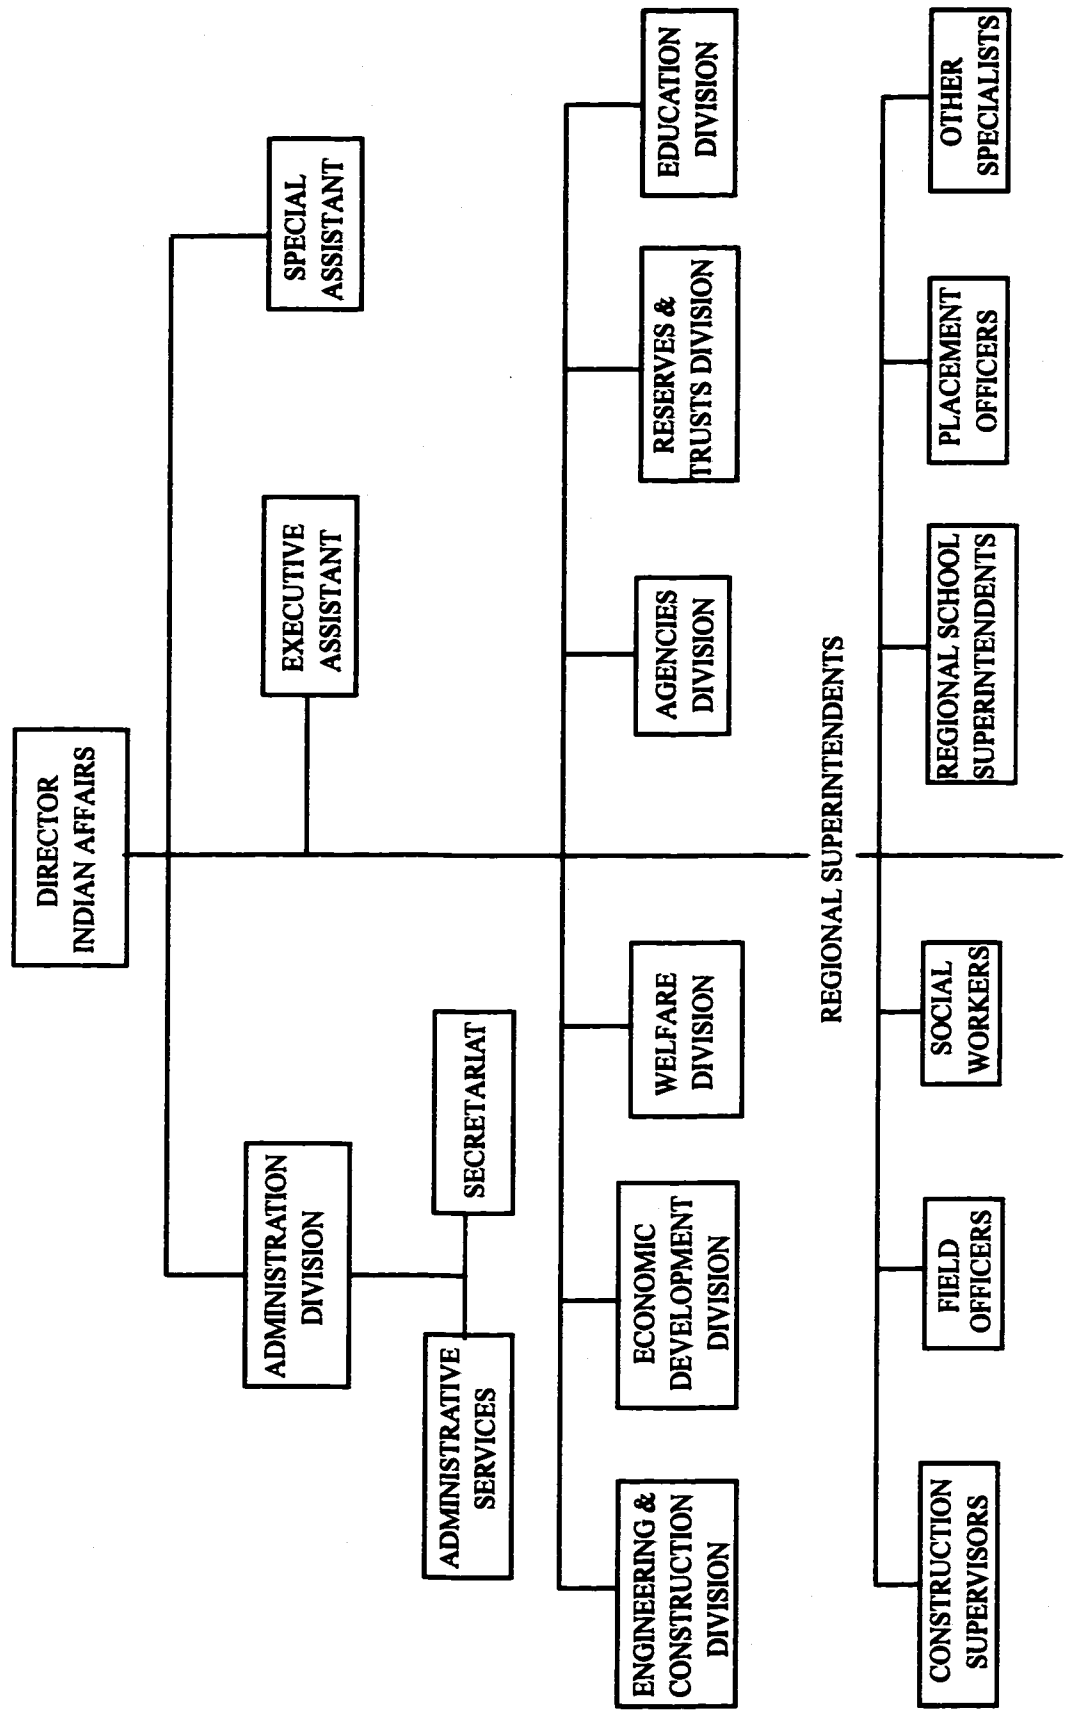 DIRECTOR
INDIAN AFFAIRS
ADMINISTRATION
DIVISION
EXECUTIVE
ASSISTANT
SPECIAL
ASSISTANT
ADMINISTRATIVE
SERVICES
SECRETARIAT
ENGINEERING &
CONSTRUCTION
DIVISION
ECONOMIC
DEVELOPMENT
DIVISION
WELFARE
DIVISION
AGENCIES
DIVISION
RESERVES &
TRUSTS DIVISION
EDUCATION
DIVISION
REGIONAL SUPERINTENDENTS
CONSTRUCTION
SUPERVISORS
FIELD
OFFICERS
SOCIAL
WORKERS
REGIONAL SCHOOL
SUPERINTENDENTS
PLACEMENT
OFFICERS
OTHER
SPECIALISTS